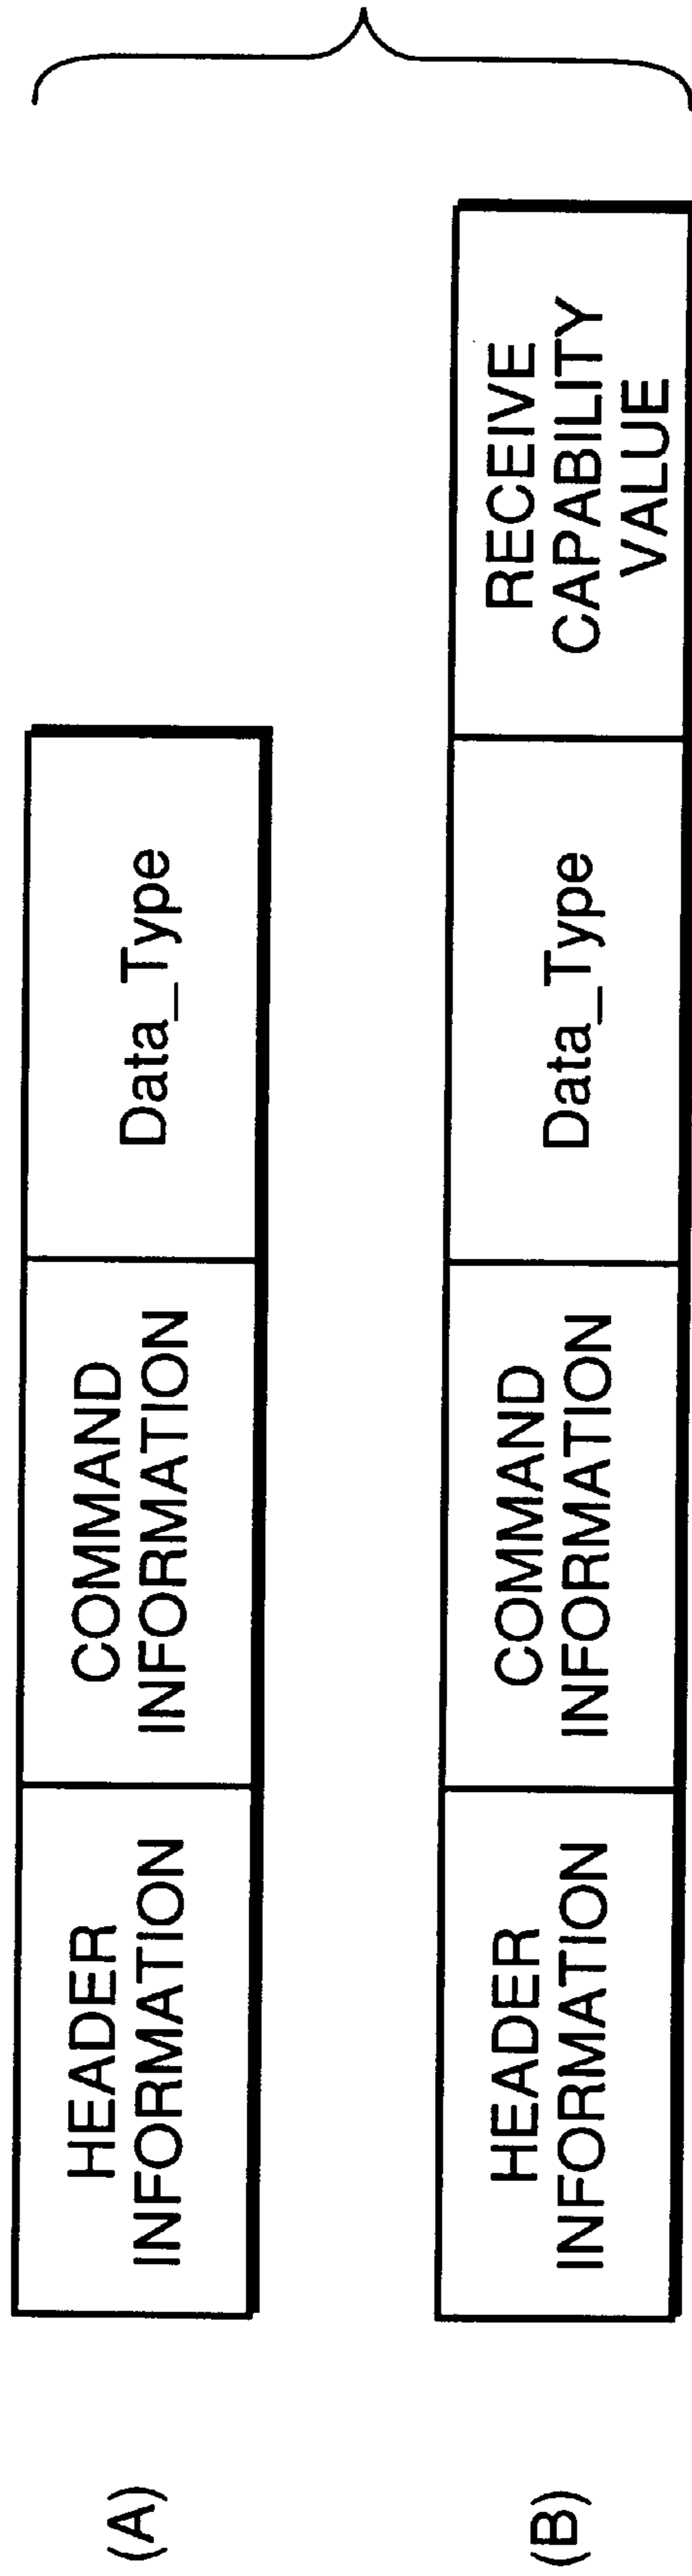 (A)
HEADER
INFORMATION
COMMAND
INFORMATION
Data_Type
(B)
HEADER
INFORMATION
COMMAND
INFORMATION
Data_Type
RECEIVE
CAPABILITY
VALUE